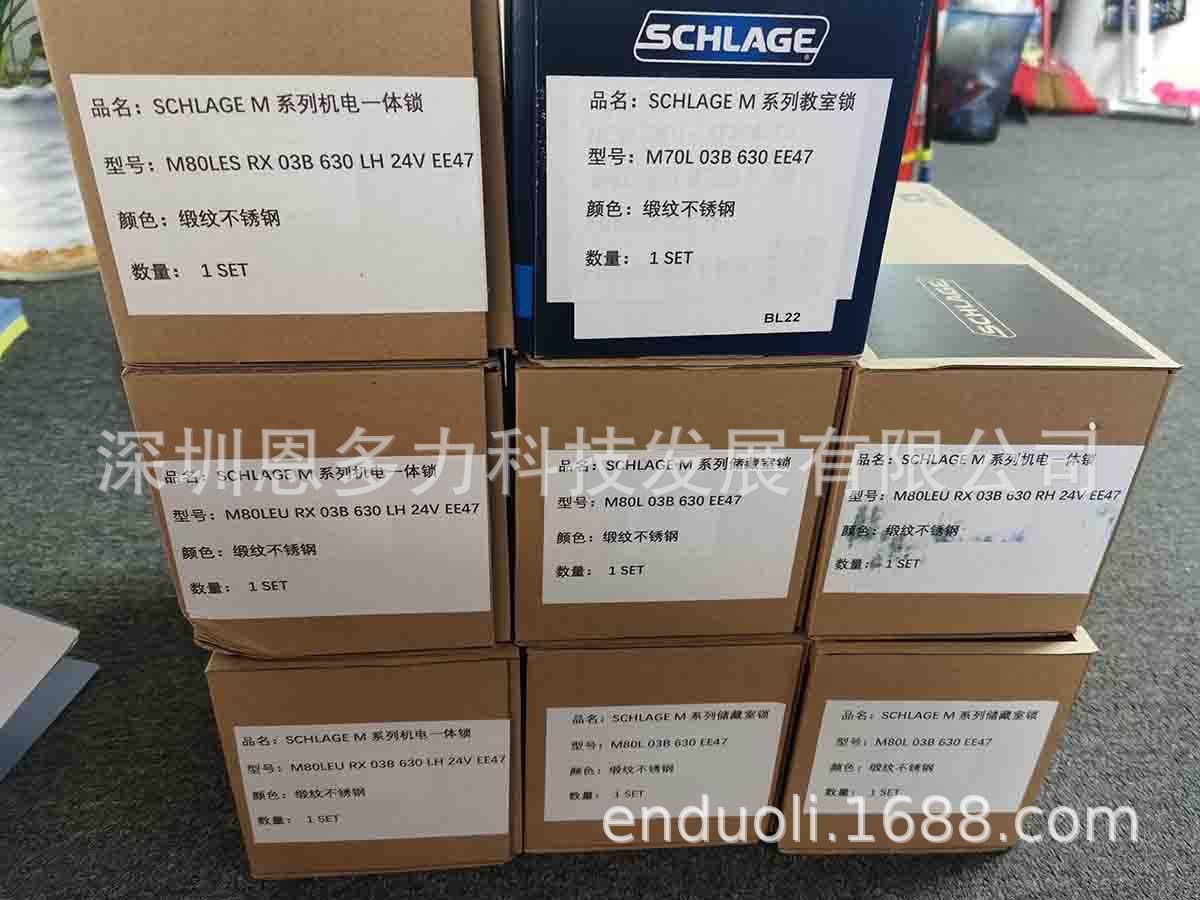 品名：SCHLAGE M 系列机电一体锁
型号：M80LES RX 03B 630 LH 24V EE47
颜色：缎纹不锈钢
数量： 1 SET
SCHLAGE
品名：SCHLAGE M 系列教室锁
型号：M70L 03B 630 EE47
颜色：缎纹不锈钢
数量： 1 SET
BL22
SCHLAGE
深圳恩多力科技发展有限公司
品名：SCHLAGE M 系列机电一体锁
型号：M80LEU RX 03B 630 LH 24V EE47
颜色：缎纹不锈钢
数量： 1 SET
品名：SCHLAGE M 系列储藏室锁
型号：M80L 03B 630 EE47
颜色：缎纹不锈钢
数量： 1 SET
品名：SCHLAGE M 系列机电一体锁
型号：M80LEU RX 03B 630 RH 24V EE47
颜色：缎纹不锈钢
数量： 1 SET
品名：SCHLAGE M 系列机电一体锁
型号：M80LEU RX 03B 630 LH 24V EE47
颜色：缎纹不锈钢
数量： 1 SET
品名：SCHLAGE M 系列储藏室锁
型号：M80L 03B 630 EE47
颜色：缎纹不锈钢
数量： 1 SET
品名：SCHLAGE M 系列储藏室锁
型号：M80L 03B 630 EE47
颜色：缎纹不锈钢
数量： 1 SET
enduoli.1688.com